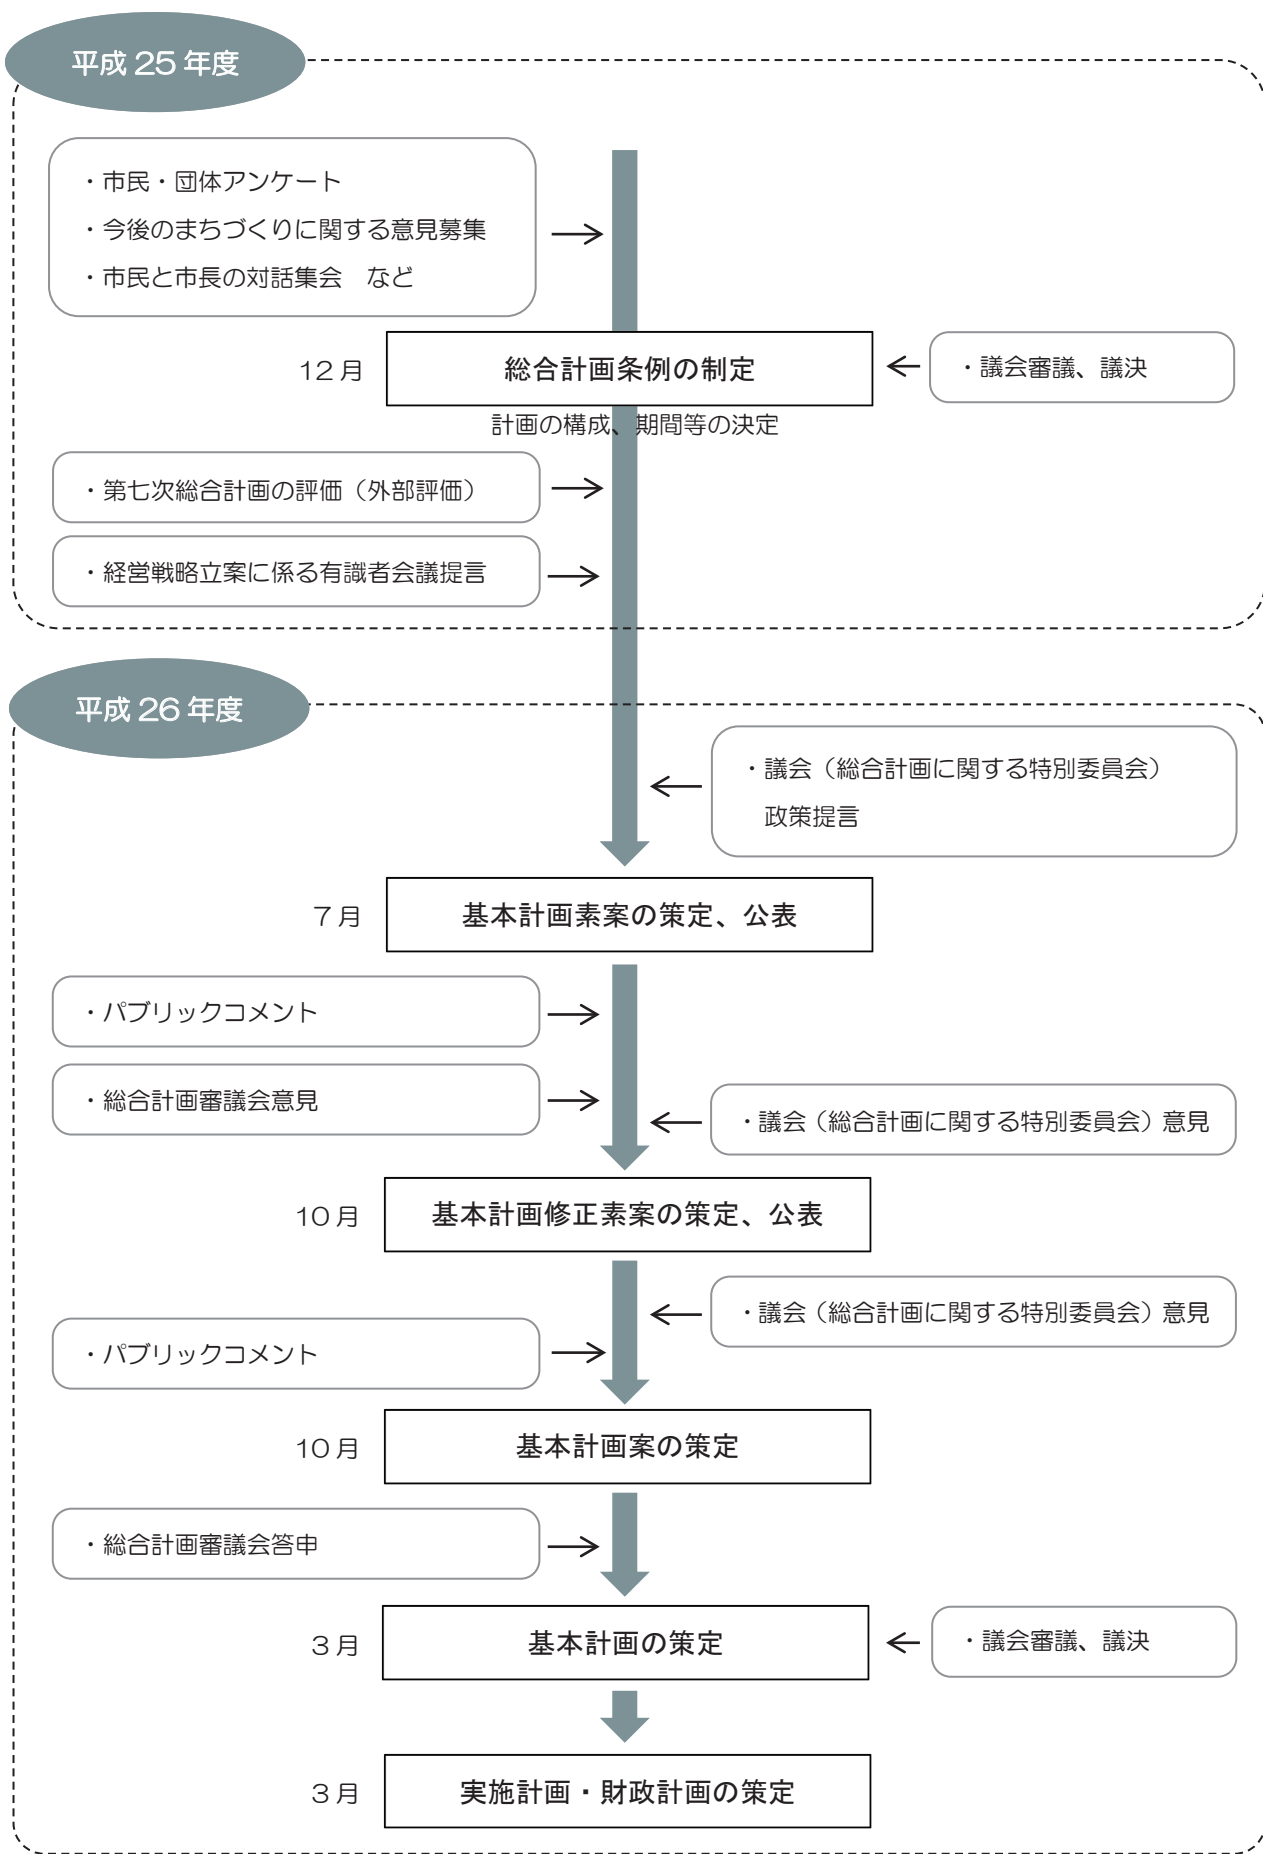 平成 25 年度
・市民・団体アンケート
・今後のまちづくりに関する意見募集
・市民と市長の対話集会　など
12 月
総合計画条例の制定
・議会審議、議決
計画の構成、期間等の決定
・第七次総合計画の評価（外部評価）
・経営戦略立案に係る有識者会議提言
平成 26 年度
・議会（総合計画に関する特別委員会）
政策提言
7 月
基本計画素案の策定、公表
・パブリックコメント
・総合計画審議会意見
・議会（総合計画に関する特別委員会）意見
10 月
基本計画修正素案の策定、公表
・議会（総合計画に関する特別委員会）意見
・パブリックコメント
10 月
基本計画案の策定
・総合計画審議会答申
3 月
基本計画の策定
・議会審議、議決
3 月
実施計画・財政計画の策定